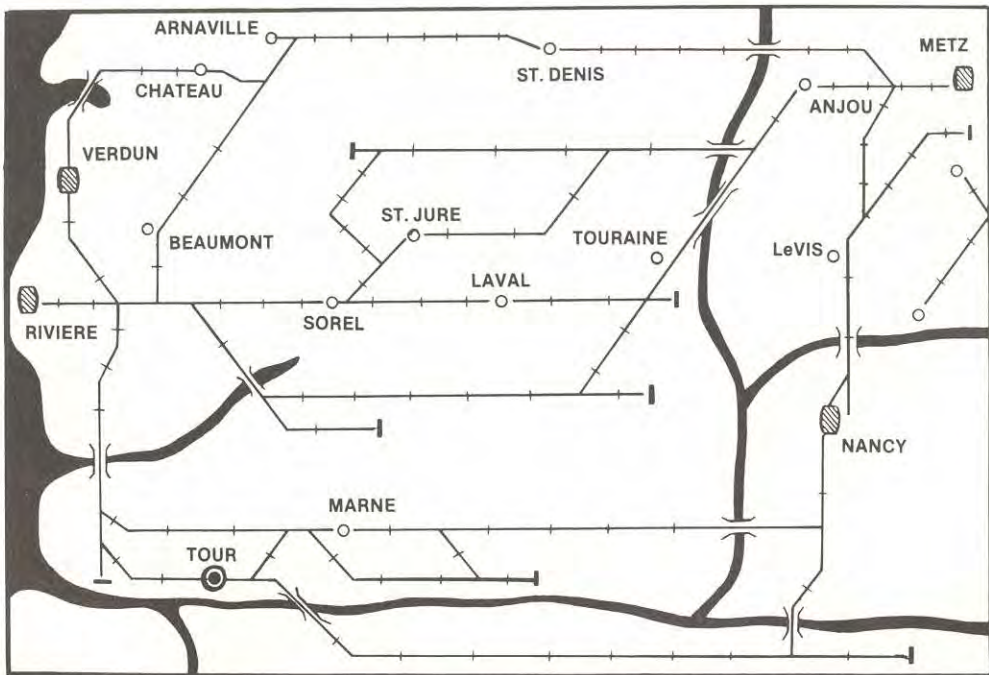 ARNAVILLE
METZ
ST. DENIS
CHATEAU
ANJOU
VERDUN
ST. JURE
BEAUMONT
TOURAINE
LeVIS
LAVAL
RIVIERE
SOREL
NANCY
MARNE
TOUR